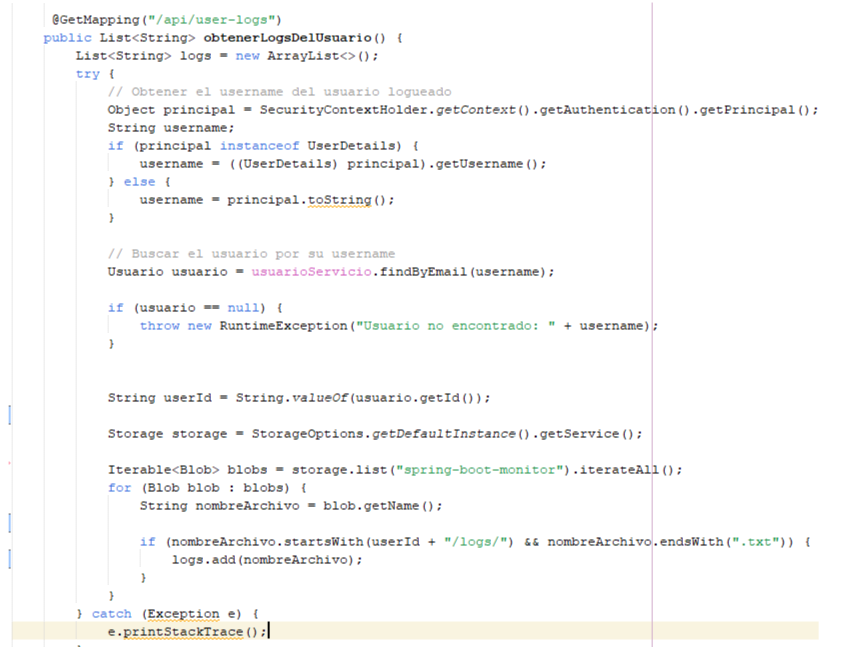 @GetMapping("/api/user-logs")
public List<String> obtenerLogsDelUsuario() {
List<String> logs = new ArrayList<>();
try {
// Obtener el username del usuario logueado
Object principal = SecurityContextHolder.getContext().getAuthentication().getPrincipal();
String username;
if (principal instanceof UserDetails) {
username = ((UserDetails) principal).getUsername();
} else {
username = principal.toString();
}
// Buscar el usuario por su username
Usuario usuario = usuarioServicio.findByEmail(username);
if (usuario == null) {
throw new RuntimeException("Usuario no encontrado: " + username);
}
String userId = String.valueOf(usuario.getId());
Storage storage = StorageOptions.getDefaultInstance().getService();
Iterable<Blob> blobs = storage.list("spring-boot-monitor").iterateAll();
for (Blob blob : blobs) {
String nombreArchivo = blob.getName();
if (nombreArchivo.startsWith(userId + "/logs/") && nombreArchivo.endsWith(".txt")) {
logs.add(nombreArchivo);
}
}
} catch (Exception e) {
e.printStackTrace();